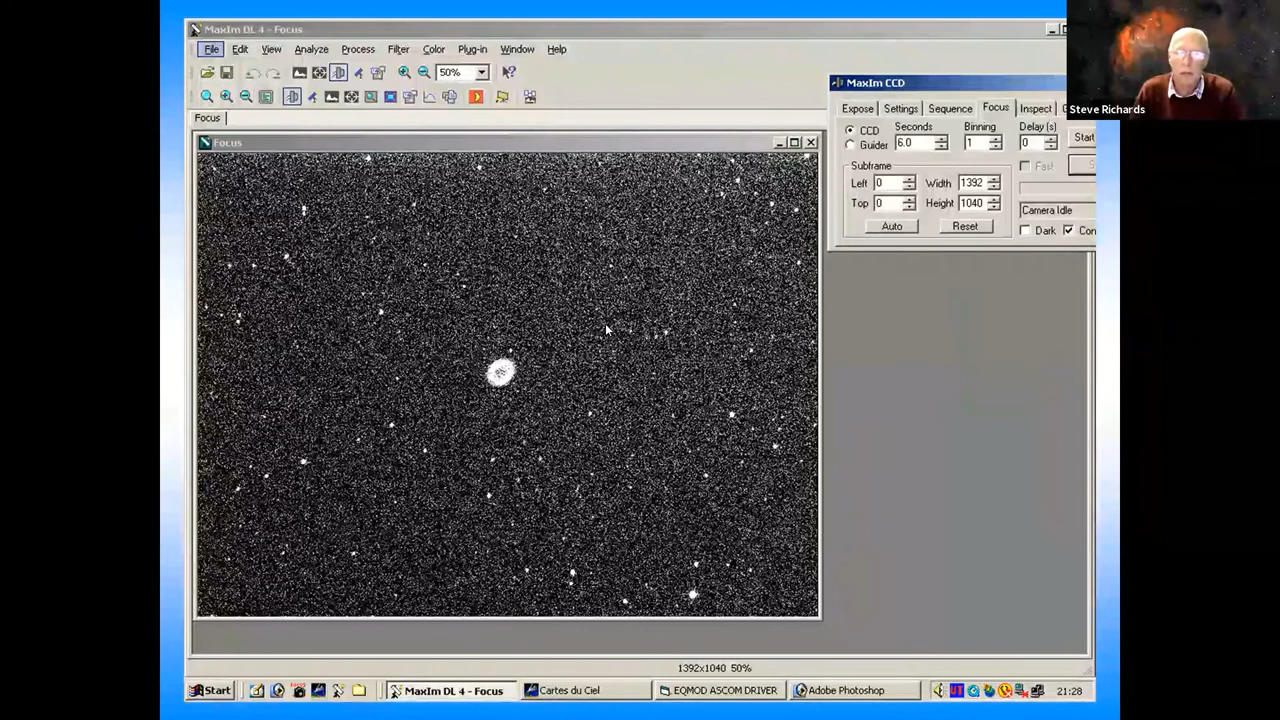 MaxIm DL 4 - Focus
File Edit View Analyze Process Filter Color Plug-in Window Help
50%
Focus
Focus
1392x1040 50%
MaxIm CCD
Expose Settings Sequence Focus Inspect
CCD Seconds Binning Delay (s)
Guider 6.0 1 0 Start
Subframe Fast
Left 0 Width 1392
Top 0 Height 1040 Camera Idle
Auto Reset Dark Con
Steve Richards
Start MaxIm DL 4 - Focus Cartes du Ciel EQMOD ASCOM DRIVER Adobe Photoshop 21:28